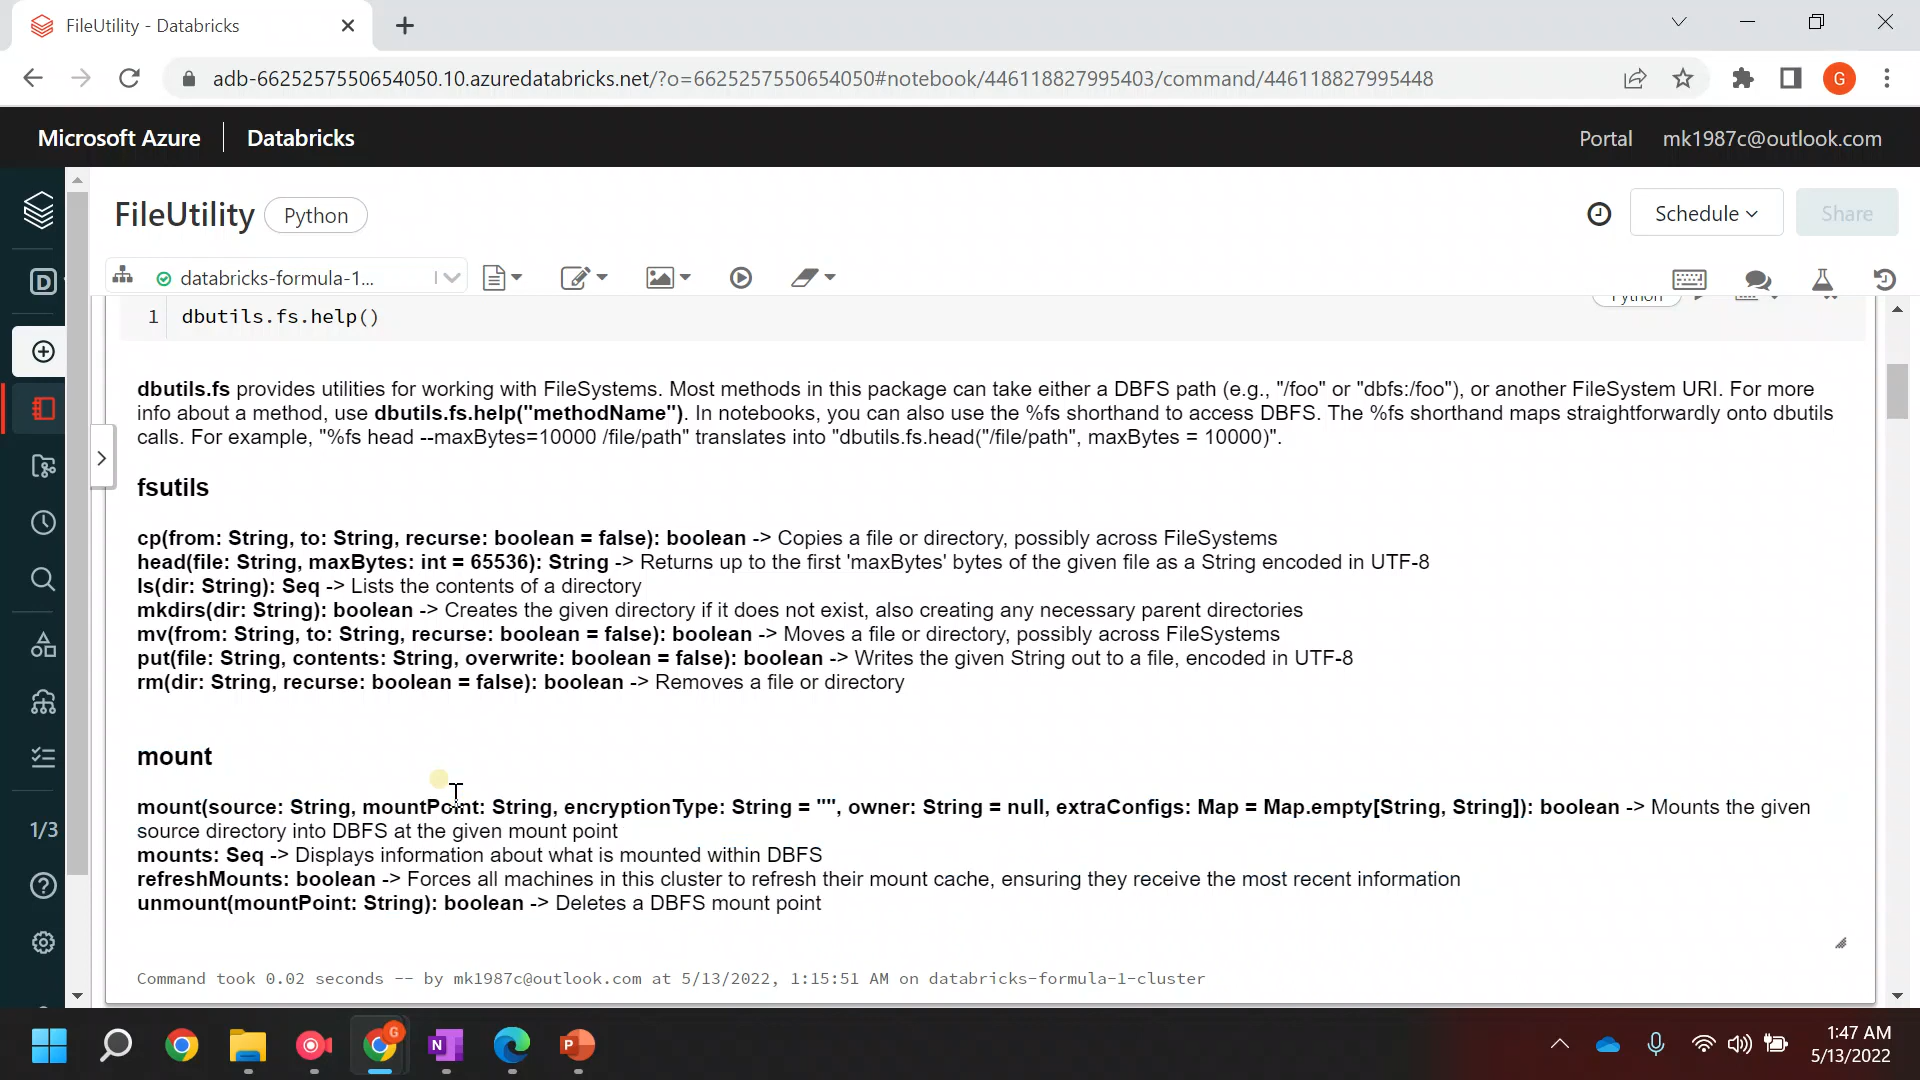 FileUtility - Databricks
adb-6625257550654050.10.azuredatabricks.net/?o=6625257550654050#notebook/446118827995403/command/446118827995448
G
Microsoft Azure Databricks Portal mk1987c@outlook.com
FileUtility Python Schedule Share
D databricks-formula-1...
Python
1 dbutils.fs.help()
dbutils.fs provides utilities for working with FileSystems. Most methods in this package can take either a DBFS path (e.g., "/foo" or "dbfs:/foo"), or another FileSystem URI. For more
info about a method, use dbutils.fs.help("methodName"). In notebooks, you can also use the %fs shorthand to access DBFS. The %fs shorthand maps straightforwardly onto dbutils
calls. For example, "%fs head --maxBytes=10000 /file/path" translates into "dbutils.fs.head("/file/path", maxBytes = 10000)".
fsutils
cp(from: String, to: String, recurse: boolean = false): boolean -> Copies a file or directory, possibly across FileSystems
head(file: String, maxBytes: int = 65536): String -> Returns up to the first 'maxBytes' bytes of the given file as a String encoded in UTF-8
ls(dir: String): Seq -> Lists the contents of a directory
mkdirs(dir: String): boolean -> Creates the given directory if it does not exist, also creating any necessary parent directories
mv(from: String, to: String, recurse: boolean = false): boolean -> Moves a file or directory, possibly across FileSystems
put(file: String, contents: String, overwrite: boolean = false): boolean -> Writes the given String out to a file, encoded in UTF-8
rm(dir: String, recurse: boolean = false): boolean -> Removes a file or directory
mount
mount(source: String, mountPoint: String, encryptionType: String = "", owner: String = null, extraConfigs: Map = Map.empty[String, String]): boolean -> Mounts the given
source directory into DBFS at the given mount point
mounts: Seq -> Displays information about what is mounted within DBFS
1/3
refreshMounts: boolean -> Forces all machines in this cluster to refresh their mount cache, ensuring they receive the most recent information
unmount(mountPoint: String): boolean -> Deletes a DBFS mount point
Command took 0.02 seconds -- by mk1987c@outlook.com at 5/13/2022, 1:15:51 AM on databricks-formula-1-cluster
G N P
1:47 AM
5/13/2022